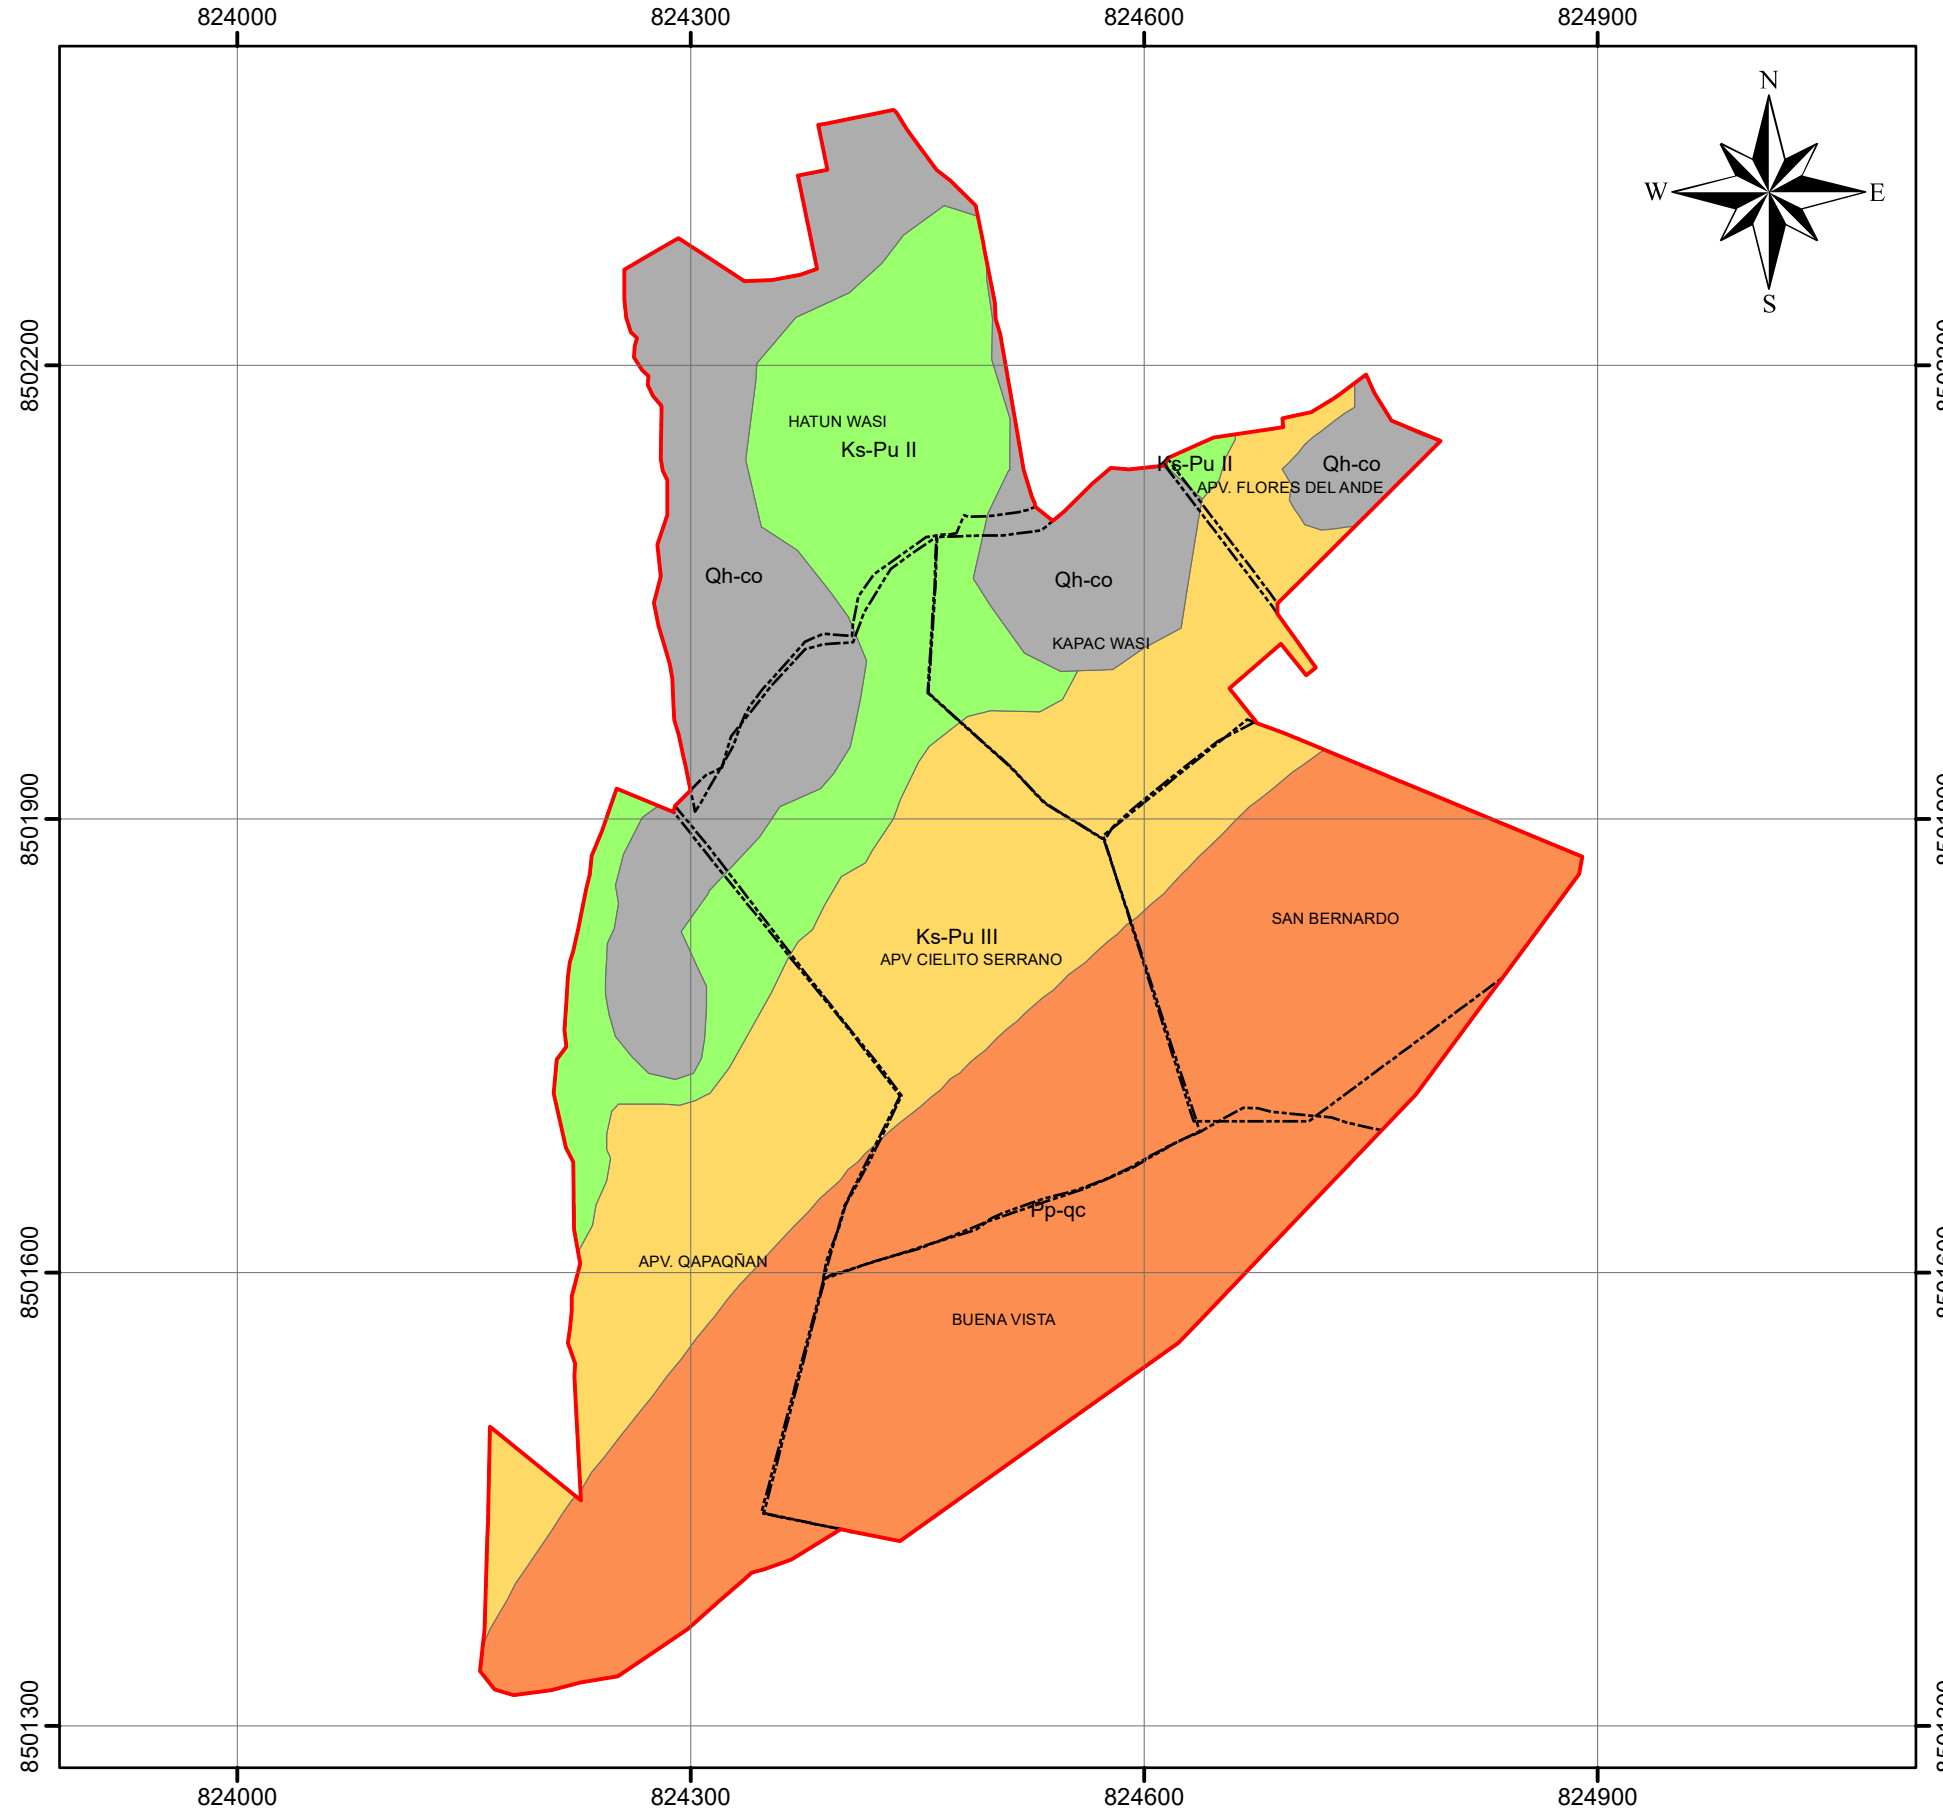 824000 824300 824600 824900
N
W E
S
8502200
HATUN WASI
Ks-Pu II
Ks-Pu II
Qh-co
APV. FLORES DEL ANDE
Qh-co
Qh-co
KAPAC WASI
8501900
SAN BERNARDO
Ks-Pu III
APV CIELITO SERRANO
Pp-qc
8501600
APV. QAPAQÑAN
BUENA VISTA
8501300
824000 824300 824600 824900